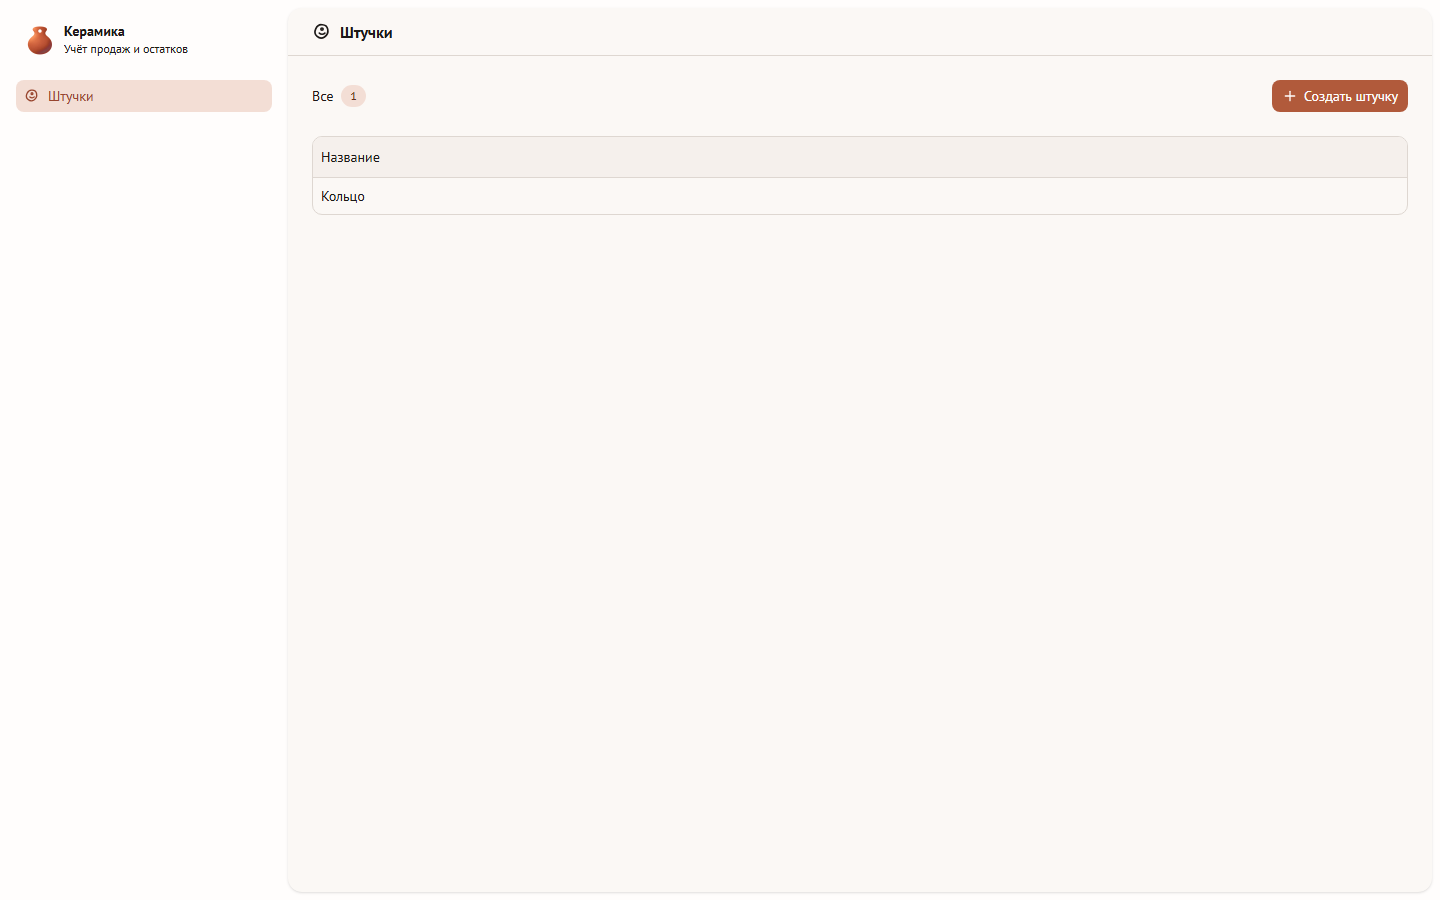 Керамика
Учёт продаж и остатков
Штучки
Штучки
Все 1
Создать штучку
Название
Кольцо